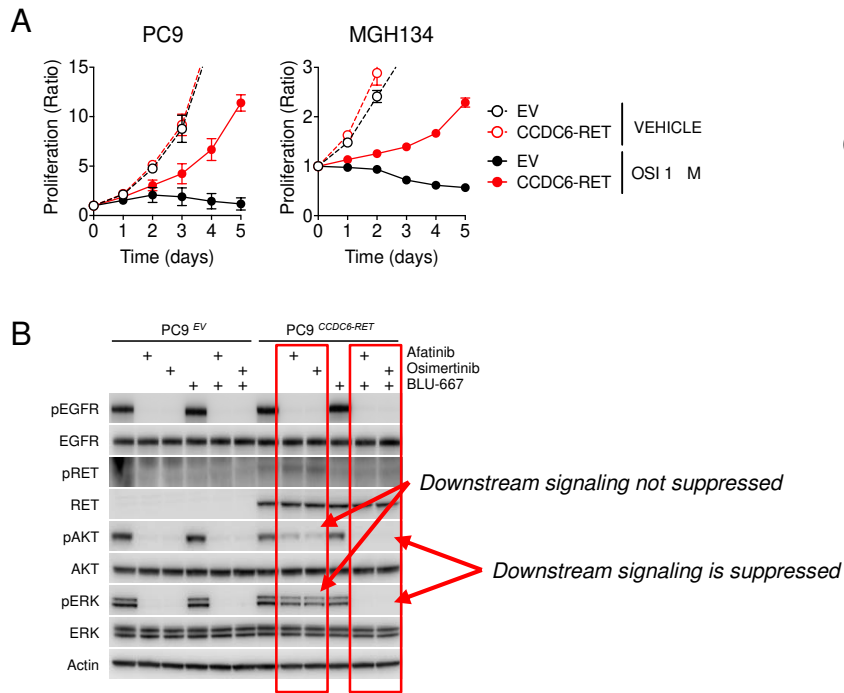 A
PC9
MGH134
Proliferation (Ratio)
15
10
5
0
0 1 2 3 4 5
Time (days)
Proliferation (Ratio)
3
2
1
0
0 1 2 3 4 5
Time (days)
EV
CCDC6-RET
VEHICLE
EV
CCDC6-RET
OSI 1 M
B
PC9 EV
PC9 CCDC6-RET
+ + + + Afatinib
+ + + + Osimertinib
+ + + + + + BLU-667
pEGFR
EGFR
pRET
RET
pAKT
AKT
pERK
ERK
Actin
Downstream signaling not suppressed
Downstream signaling is suppressed